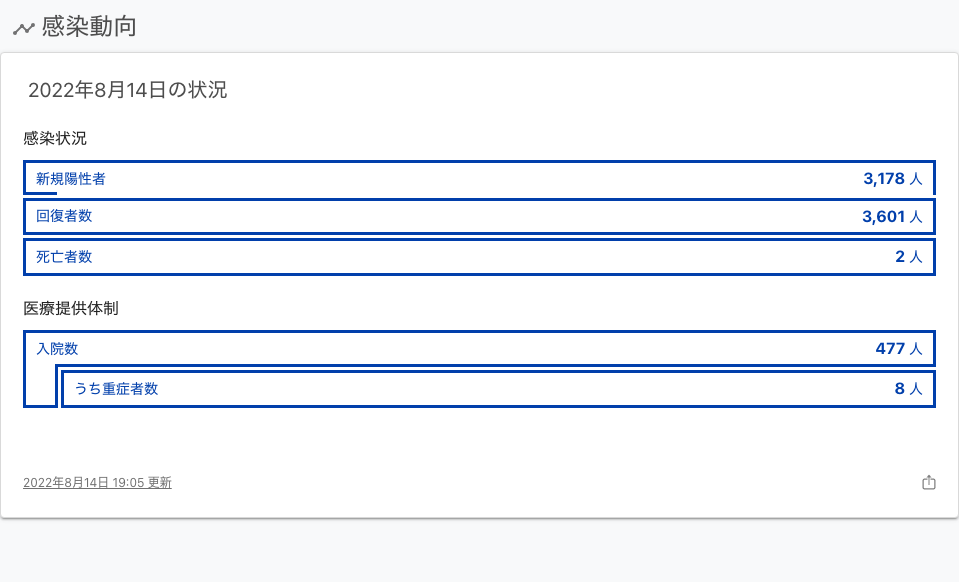 感染動向
2022年8月14日の状況
感染状況
新規陽性者 3,178 人
回復者数 3,601 人
死亡者数 2 人
医療提供体制
入院数 477 人
うち重症者数 8 人
2022年8月14日 19:05 更新